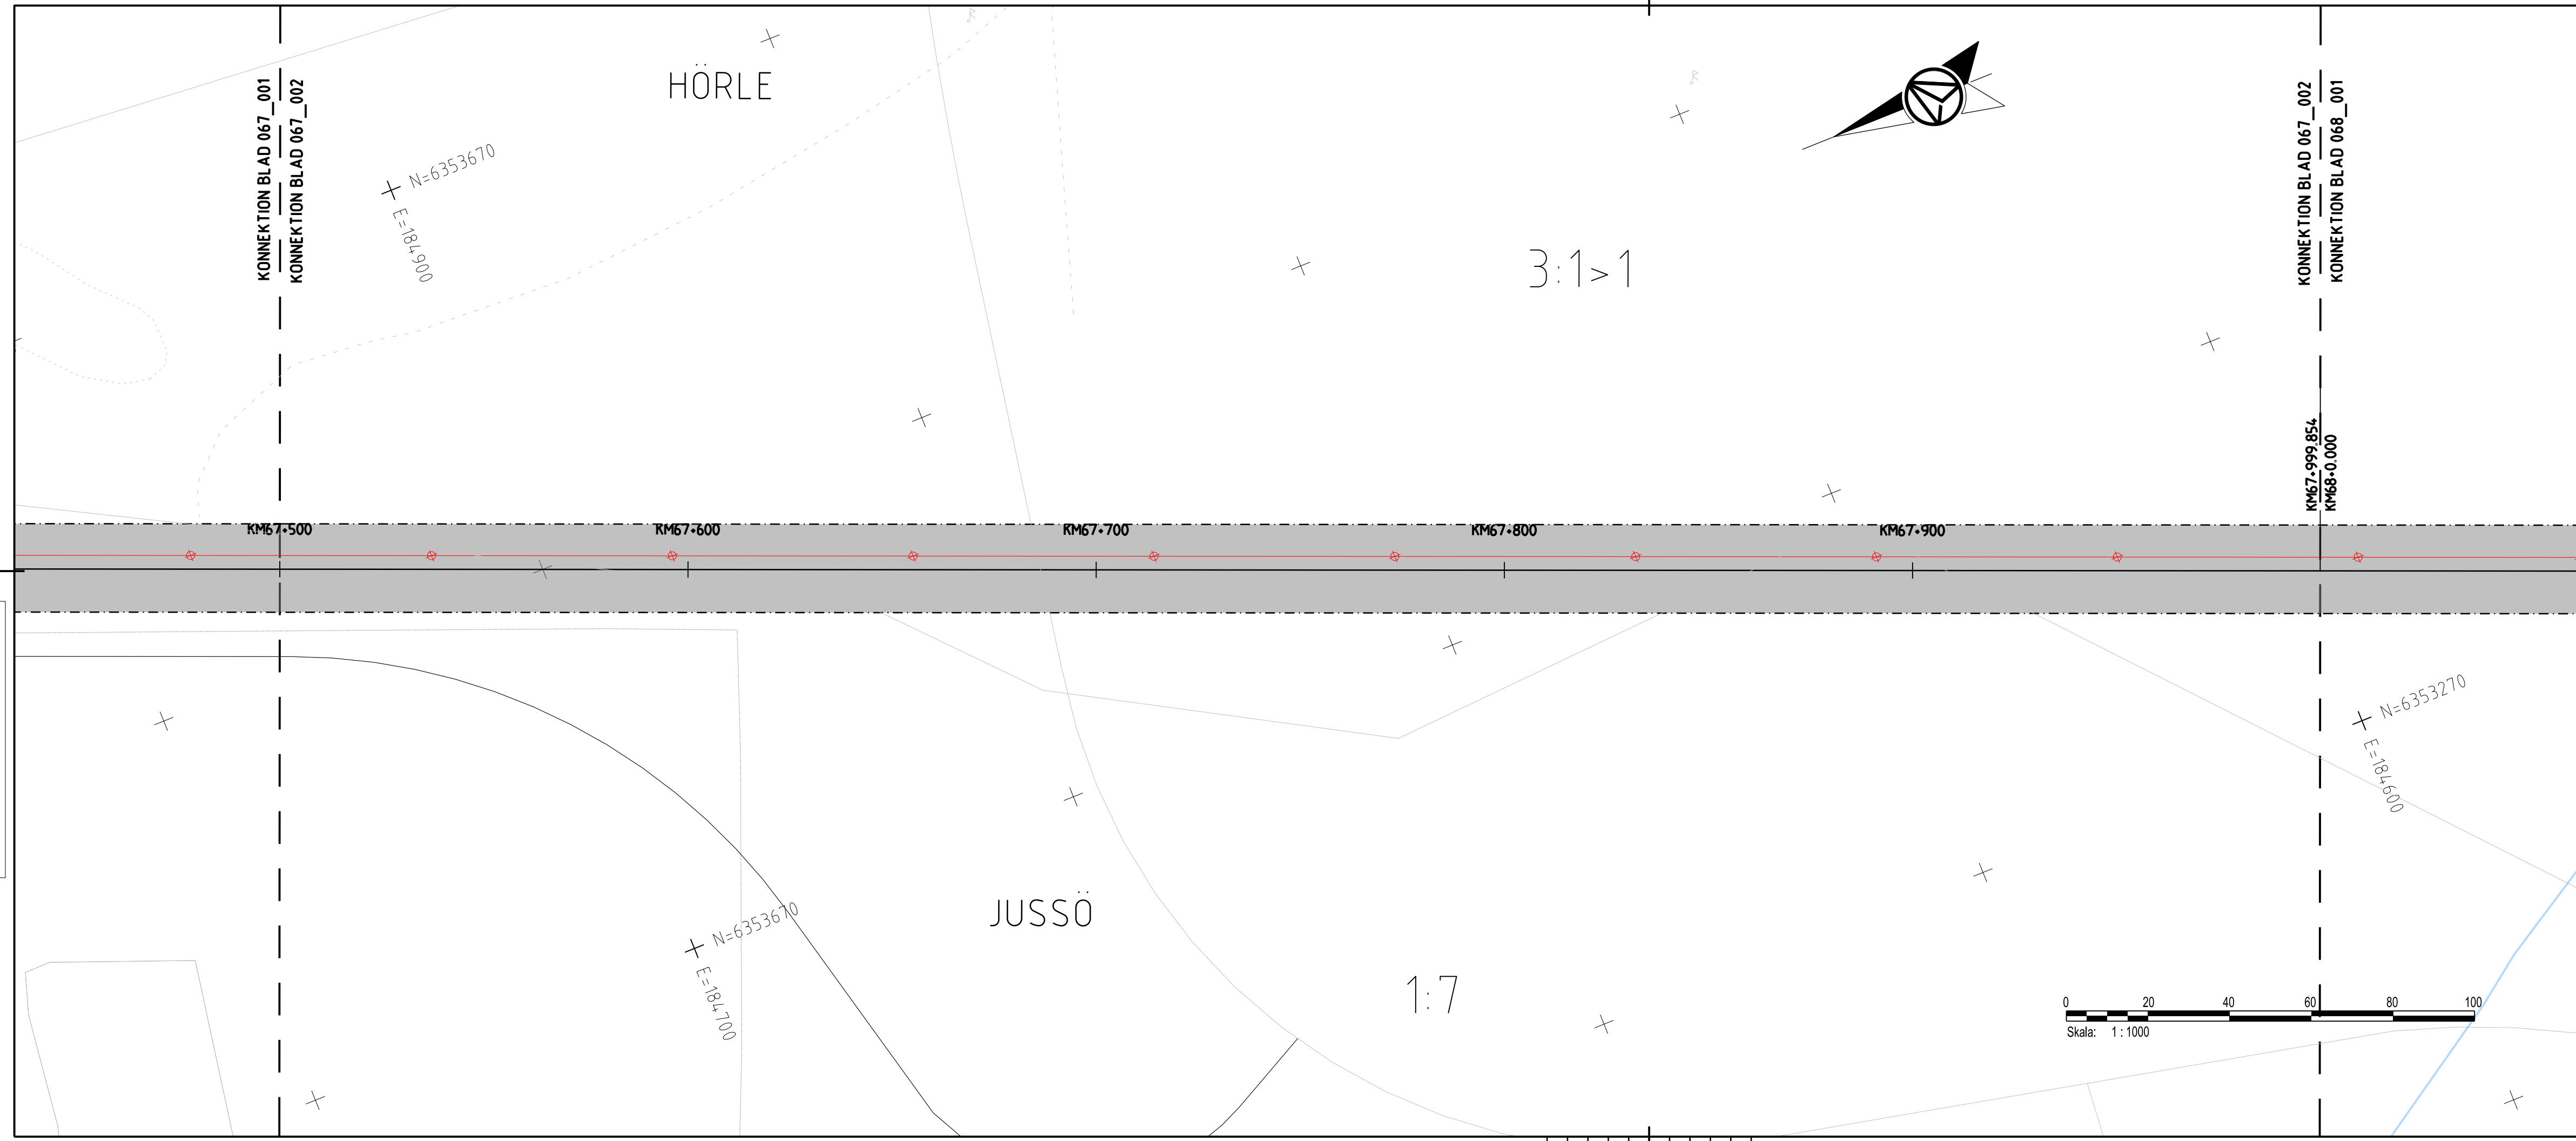 HÖRLE
KONNEKTION BLAD 067_001
KONNEKTION BLAD 067_002
N=6353670
E=184900
3:1>1
KONNEKTION BLAD 067_002
KONNEKTION BLAD 068_001
KM67+999.854
KM68+0.000
KM67+500
KM67+600
KM67+700
KM67+800
KM67+900
N=6353270
E=184600
N=6353670
E=184700
JUSSÖ
1:7
0 20 40 60 80 100
Skala: 1 : 1000